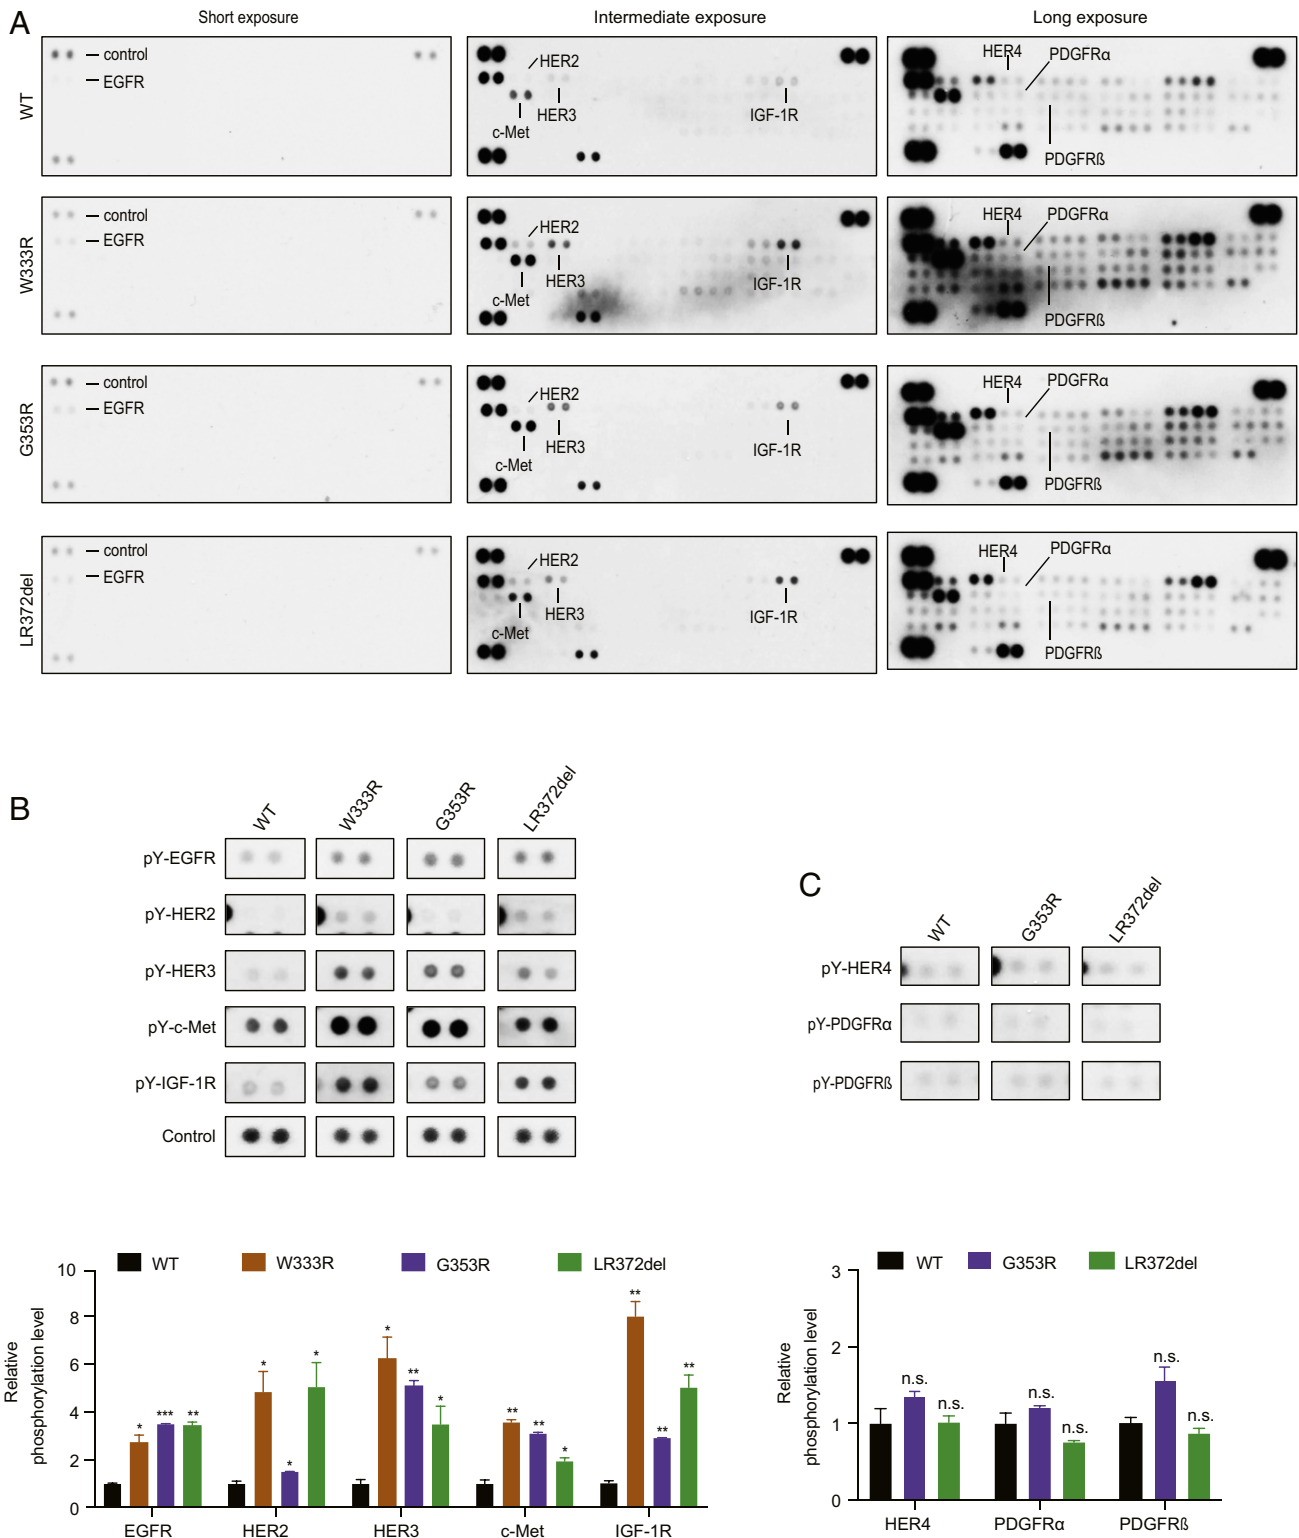 A
Short exposure
Intermediate exposure
Long exposure
WT
control
EGFR
HER2
HER3
c-Met
IGF-1R
HER4
PDGFRα
PDGFRß
W333R
control
EGFR
HER2
HER3
c-Met
IGF-1R
HER4
PDGFRα
PDGFRß
G353R
control
EGFR
HER2
HER3
c-Met
IGF-1R
HER4
PDGFRα
PDGFRß
LR372del
control
EGFR
HER2
HER3
c-Met
IGF-1R
HER4
PDGFRα
PDGFRß
B
WT W333R G353R LR372del
pY-EGFR
pY-HER2
pY-HER3
pY-c-Met
pY-IGF-1R
Control
WT W333R G353R LR372del
Relative
phosphorylation level
10
8
6
4
2
0
* *** **
* * *
* ** *
** ** *
** ** **
EGFR HER2 HER3 c-Met IGF-1R
C
WT G353R LR372del
pY-HER4
pY-PDGFRα
pY-PDGFRß
WT G353R LR372del
Relative
phosphorylation level
3
2
1
0
n.s. n.s.
n.s. n.s.
n.s. n.s.
HER4 PDGFRα PDGFRß